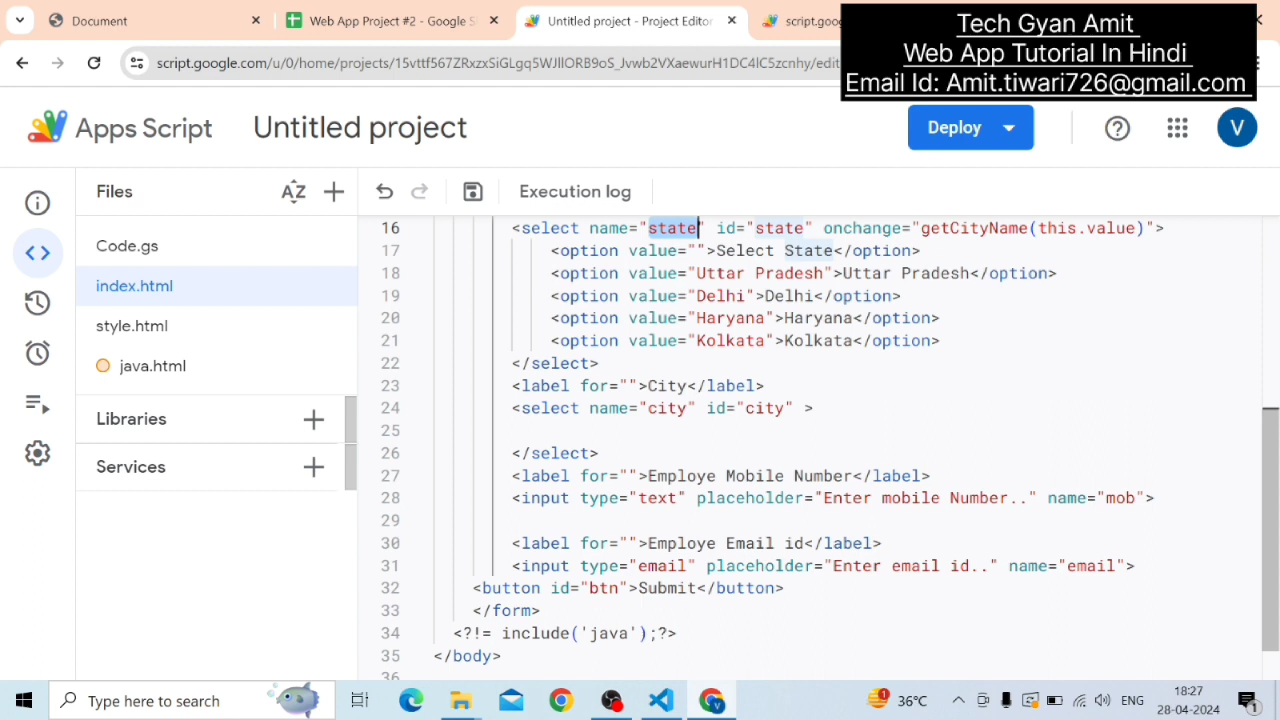 Document
Web App Project #2 - Google S
Untitled project - Project Editor
script.goo
Tech Gyan Amit
Web App Tutorial In Hindi
Email Id: Amit.tiwari726@gmail.com
script.google.com/u/0/home/projects/15vttf567ZRxzxSiGLgq5WJllORB9oS_Jvwb2VXaewurH1DC4lC5zcnhy/edit
Apps Script
Untitled project
Deploy
V
Files
AZ
Execution log
Code.gs
index.html
style.html
java.html
Libraries
Services
16 <select name="state" id="state" onchange="getCityName(this.value)">
17 <option value="">Select State</option>
18 <option value="Uttar Pradesh">Uttar Pradesh</option>
19 <option value="Delhi">Delhi</option>
20 <option value="Haryana">Haryana</option>
21 <option value="Kolkata">Kolkata</option>
22 </select>
23 <label for="">City</label>
24 <select name="city" id="city" >
25
26 </select>
27 <label for="">Employe Mobile Number</label>
28 <input type="text" placeholder="Enter mobile Number.." name="mob">
29
30 <label for="">Employe Email id</label>
31 <input type="email" placeholder="Enter email id.." name="email">
32 <button id="btn">Submit</button>
33 </form>
34 <?!= include('java');?>
35 </body>
36
Type here to search
1
V
36°C
ENG
18:27
28-04-2024
1